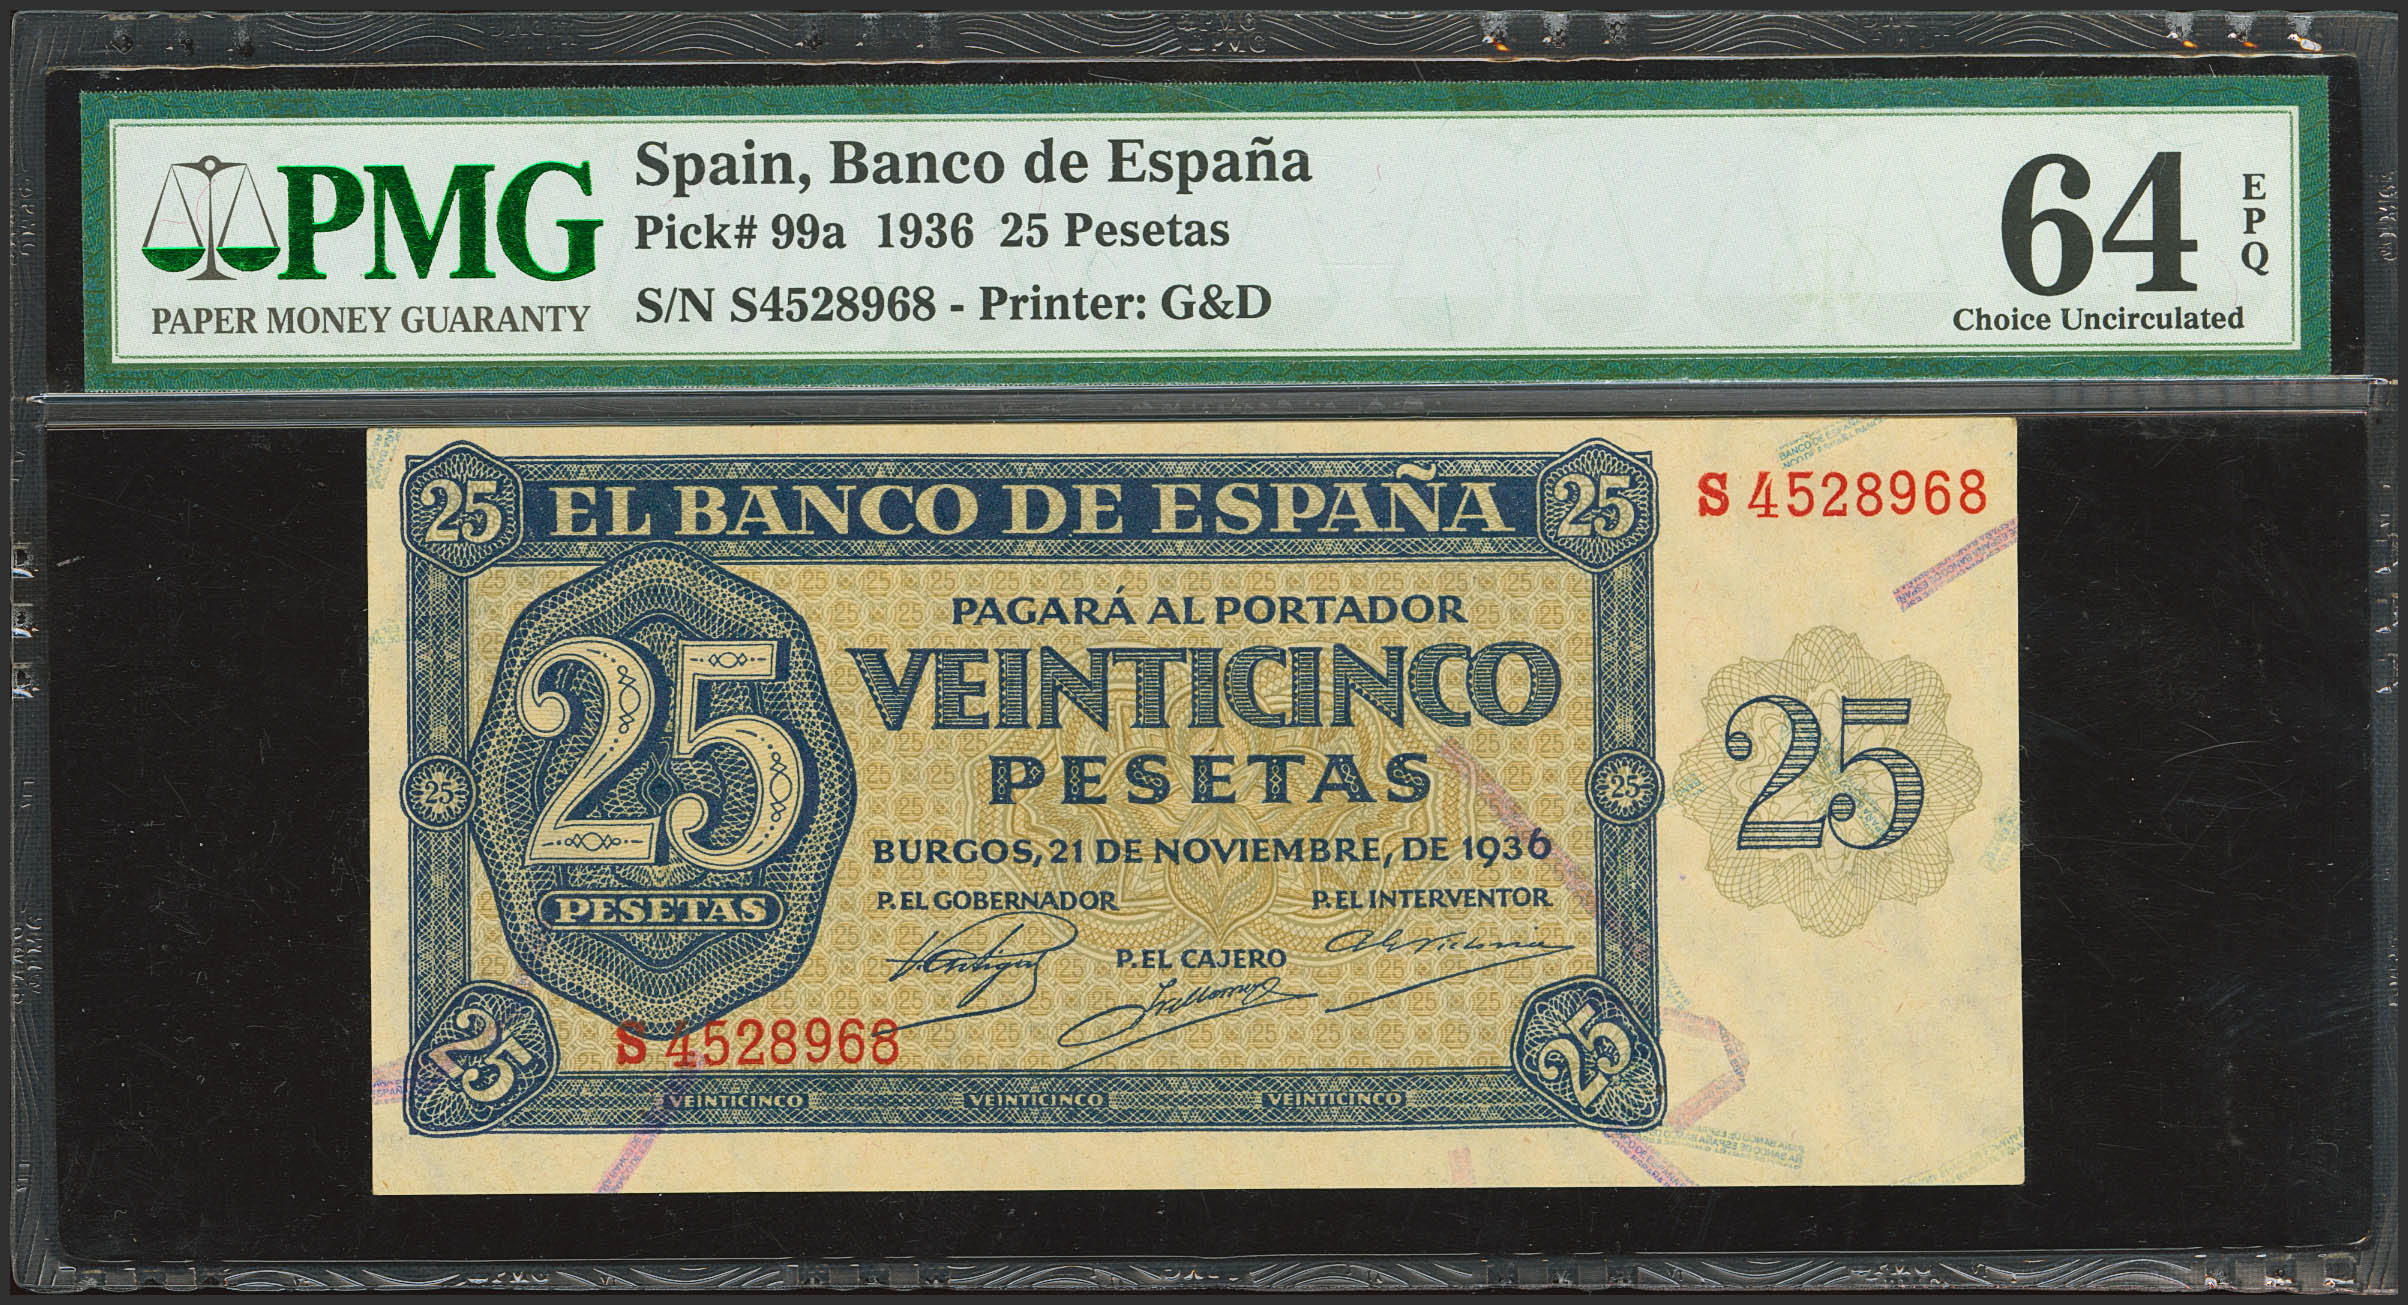 PMG
PAPER MONEY GUARANTY
Spain, Banco de España
Pick# 99a 1936 25 Pesetas
S/N S4528968 - Printer: G&D
64
EPQ
Choice Uncirculated
25
EL BANCO DE ESPAÑA
25
S 4528968
PAGARÁ AL PORTADOR
VEINTICINCO
PESETAS
25
PESETAS
25
25
25
BURGOS, 21 DE NOVIEMBRE, DE 1936
P. EL GOBERNADOR
P. EL INTERVENTOR
P. EL CAJERO
S 4528968
25
25
VEINTICINCO VEINTICINCO VEINTICINCO